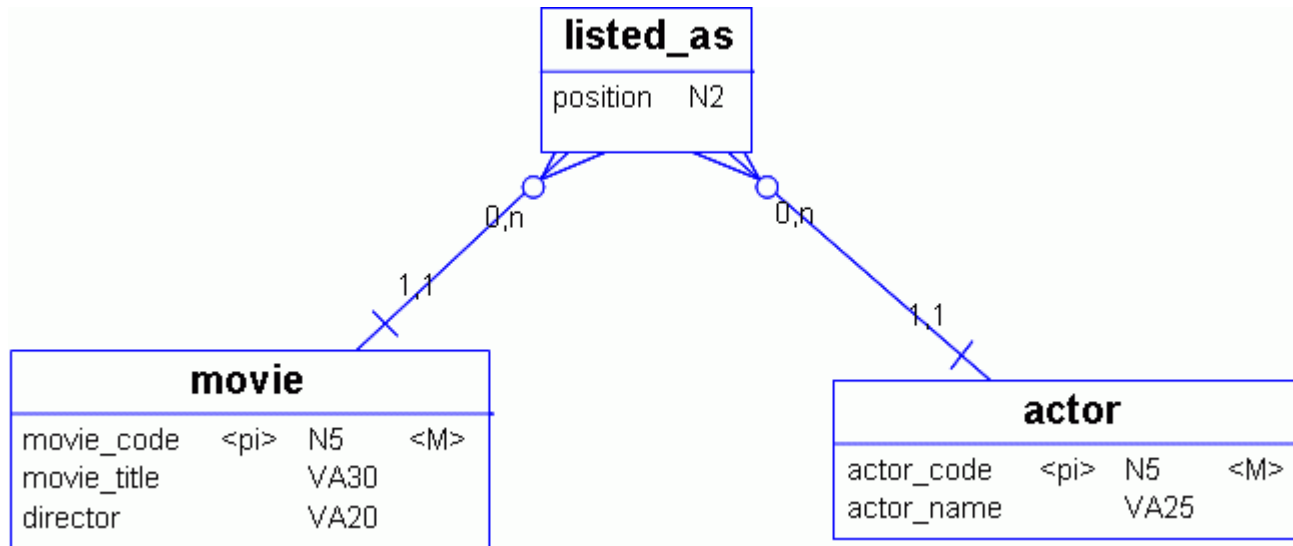 listed_as
position N2
0,n
0,n
1,1
1,1
movie
movie_code <pi> N5 <M>
movie_title VA30
director VA20
actor
actor_code <pi> N5 <M>
actor_name VA25